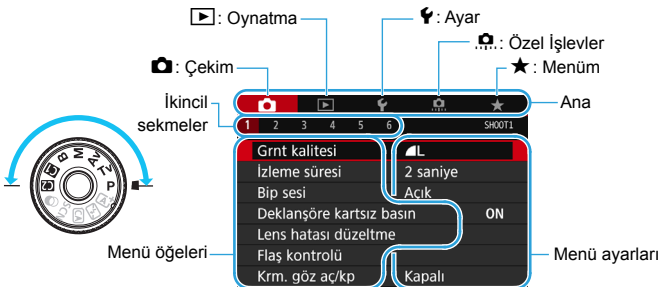 : Oynatma
: Ayar
: Özel İşlevler
: Çekim
★ : Menüm
İkincil
sekmeler
Ana
1 2 3 4 5 6 SHOOT1
Grnt kalitesi L
İzleme süresi 2 saniye
Bip sesi Açık
Deklanşöre kartsız basın ON
Lens hatası düzeltme
Flaş kontrolü
Krm. göz aç/kp Kapalı
B M Av Tv P
Menü öğeleri
Menü ayarları